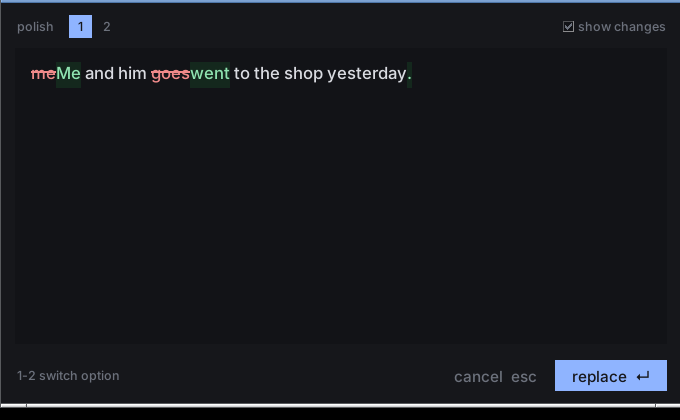 polish 1 2 show changes
meMe and him goeswent to the shop yesterday.
1-2 switch option cancel esc replace ↵